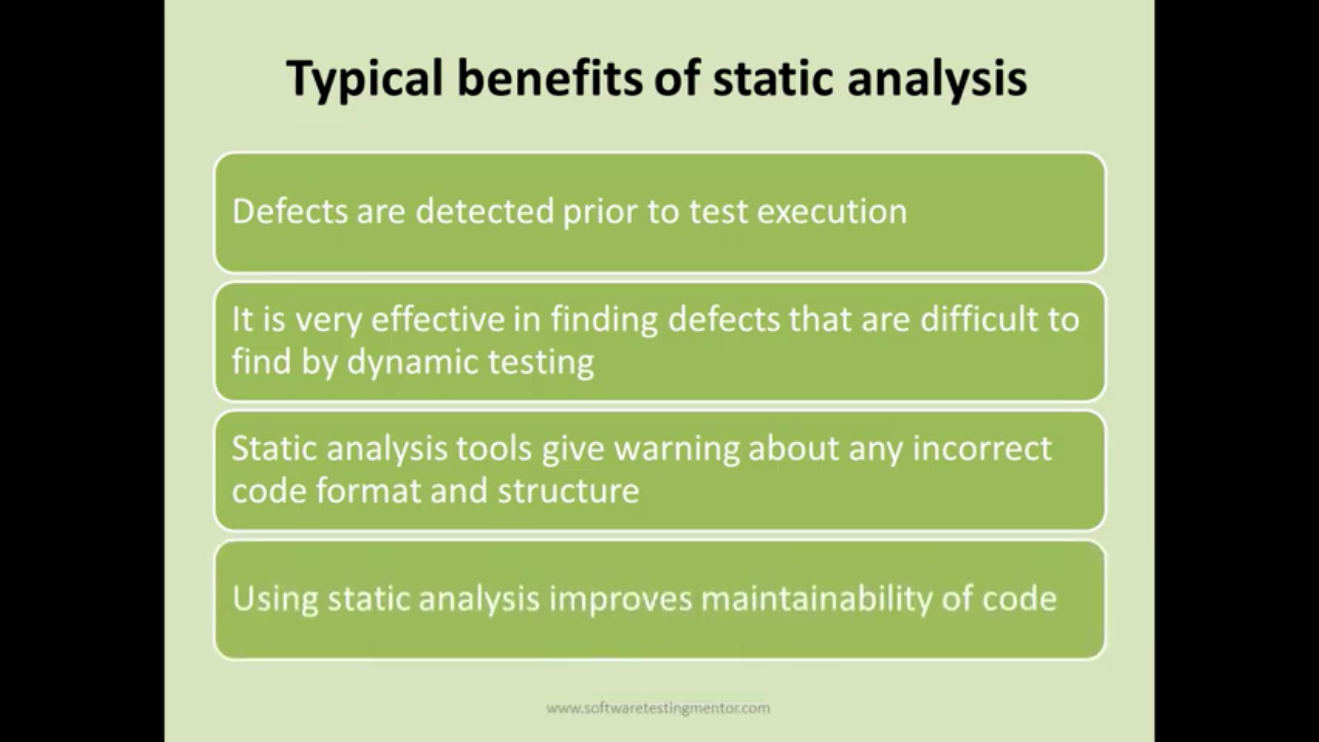 Typical benefits of static analysis
Defects are detected prior to test execution
It is very effective in finding defects that are difficult to
find by dynamic testing
Static analysis tools give warning about any incorrect
code format and structure
Using static analysis improves maintainability of code
www.softwaretestingmentor.com